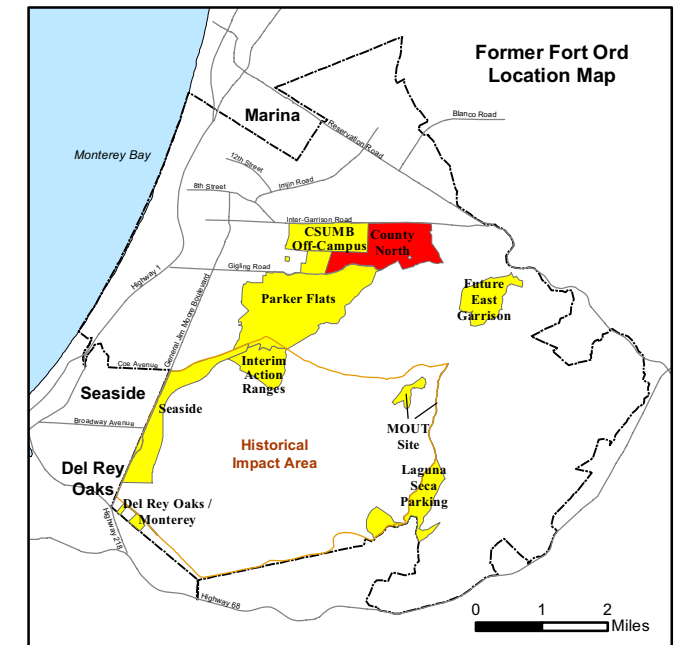 Former Fort Ord
Location Map
Marina
Blanco Road
Reservation Road
Monterey Bay
12th Street
Imjin Road
8th Street
Inter-Garrison Road
CSUMB
Off-Campus
County
North
Gigling Road
Highway 1
General Jim Moore Boulevard
Parker Flats
Future
East
Garrison
Coe Avenue
Interim
Action
Ranges
Seaside
Seaside
Broadway Avenue
MOUT
Site
Historical
Impact Area
Del Rey
Oaks
Laguna
Seca
Parking
Del Rey Oaks /
Monterey
Highway 218
Highway 68
0 1 2
Miles